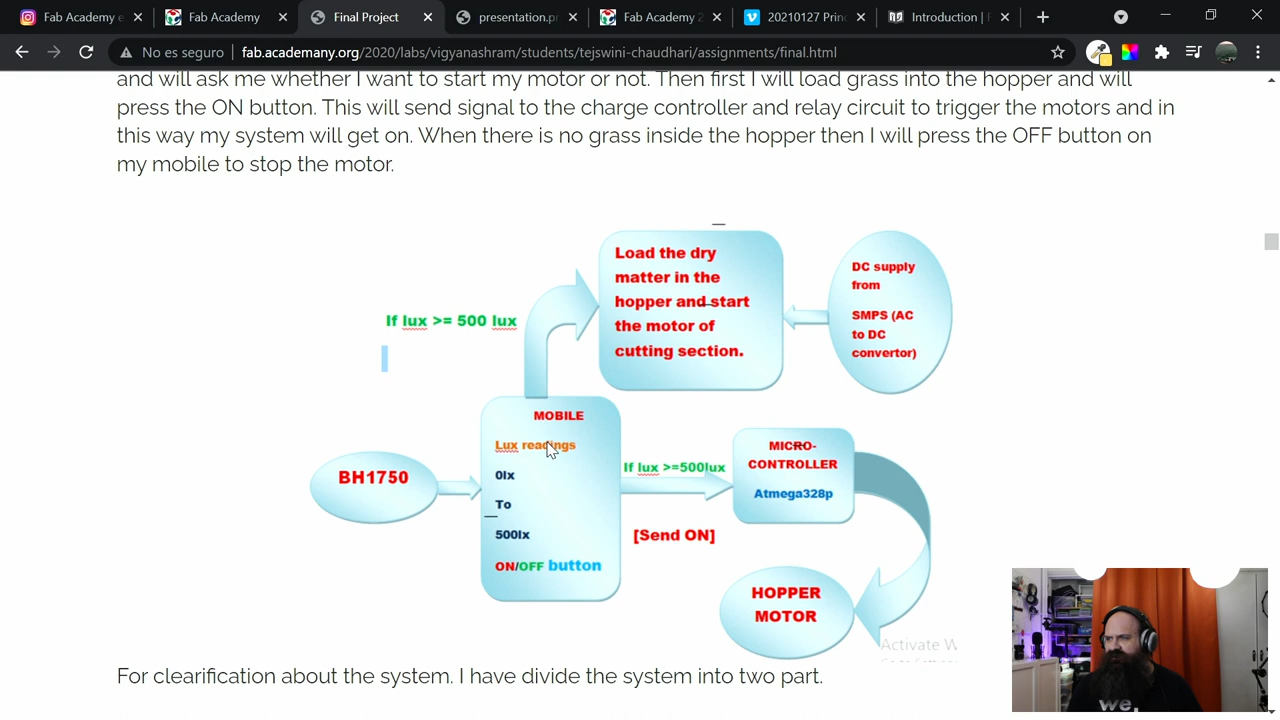 Fab Academy e
Fab Academy
Final Project
presentation.pr
Fab Academy 2
20210127 Princ
Introduction | F
No es seguro
fab.academany.org/2020/labs/vigyanashram/students/tejswini-chaudhari/assignments/final.html
and will ask me whether I want to start my motor or not. Then first I will load grass into the hopper and will
press the ON button. This will send signal to the charge controller and relay circuit to trigger the motors and in
this way my system will get on. When there is no grass inside the hopper then I will press the OFF button on
my mobile to stop the motor.
Load the dry
matter in the
hopper and start
the motor of
cutting section.
DC supply
from
SMPS (AC
to DC
convertor)
If lux >= 500 lux
MOBILE
Lux readings
0lx
To
500lx
ON/OFF button
BH1750
If lux >=500lux
[Send ON]
MICRO-
CONTROLLER
Atmega328p
HOPPER
MOTOR
Activate W
For clearification about the system. I have divide the system into two part.
we,